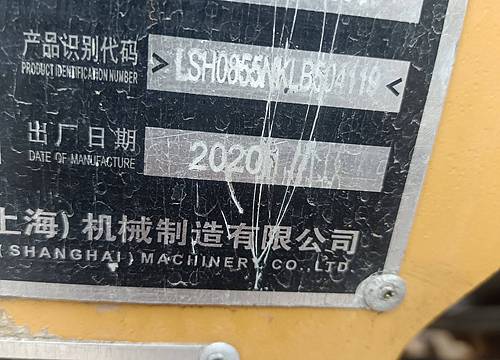 产品识别代码
PRODUCT IDENTIFICATION NUMBER
出厂日期
DATE OF MANUFACTURE
2020
上海）机械制造有限公司
(SHANGHAI) MACHINERY CO.,LTD.